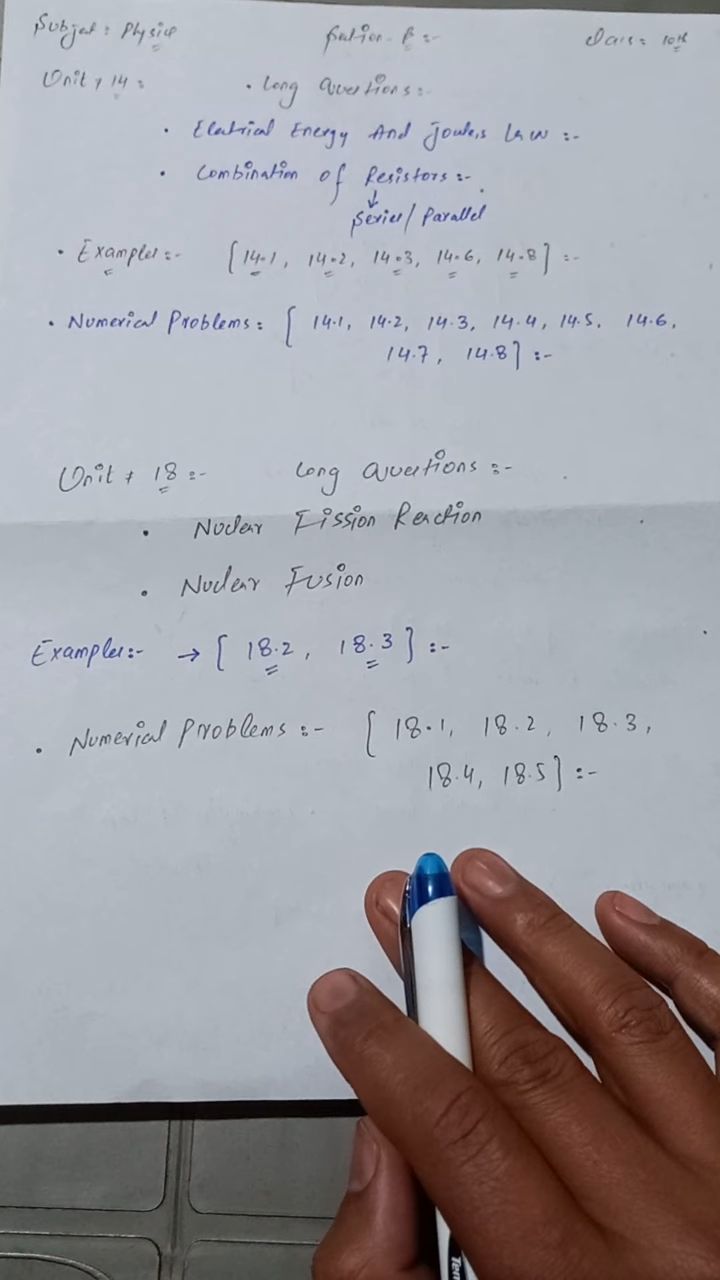 Subject: Physics Section-B :-  Class: 10th
Unit # 14 : • Long Questions :-
• Electrical Energy And Joule's Law :-
• Combination of Resistors :-
↓
Series/Parallel
• Examples :- [14.1, 14.2, 14.3, 14.6, 14.8] :-
• Numerical Problems: [14.1, 14.2, 14.3, 14.4, 14.5, 14.6,
14.7, 14.8] :-
Unit # 18 :- Long Questions :-
• Nuclear Fission Reaction
• Nuclear Fusion
Examples :- → [18.2, 18.3] :-
• Numerical Problems :- [18.1, 18.2, 18.3,
18.4, 18.5] :-